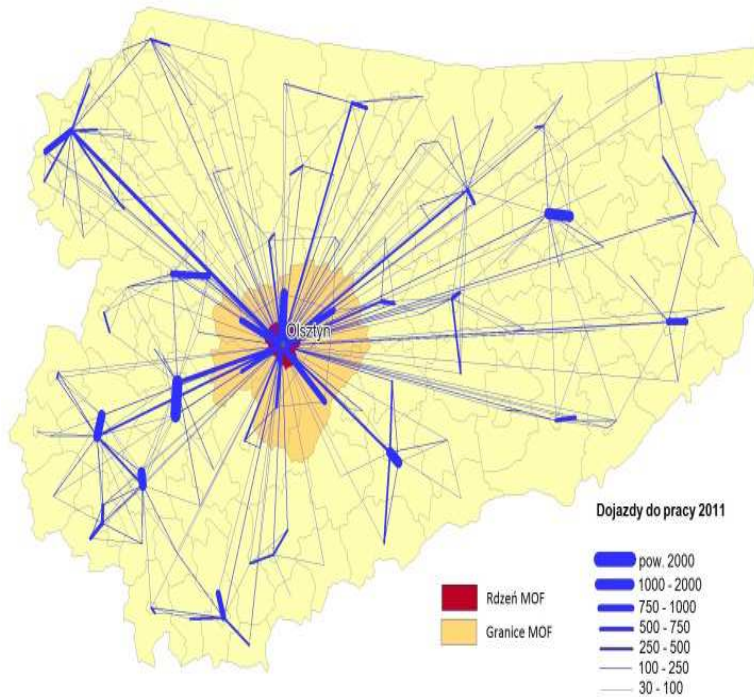 Olsztyn
Dojazdy do pracy 2011
pow. 2000
1000 - 2000
750 - 1000
500 - 750
250 - 500
100 - 250
30 - 100
Rdzeń MOF
Granice MOF